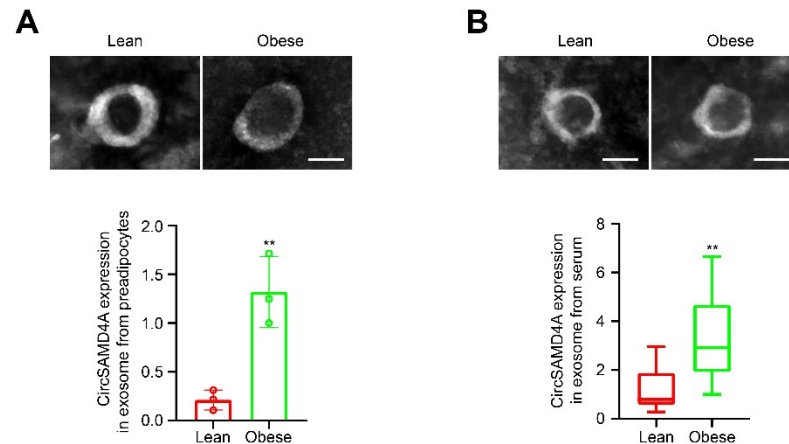 A
Lean Obese
CircSAMD4A expression
in exosome from preadipocytes
2.0
1.5
1.0
0.5
0.0
**
Lean Obese
B
Lean Obese
CircSAMD4A expression
in exosome from serum
8
6
4
2
0
**
Lean Obese